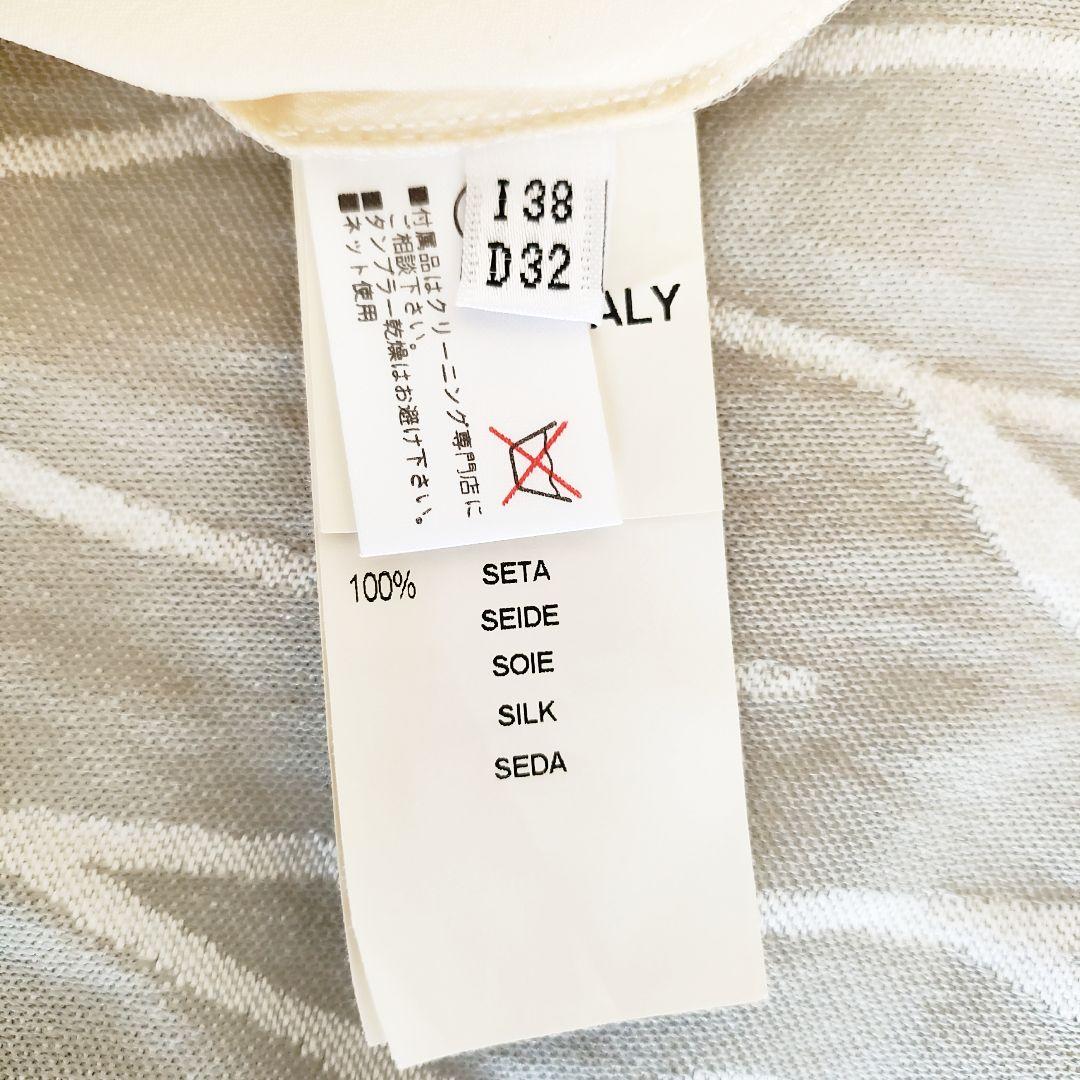 I 38
D 32
ALY
■付属品はクリーニング専門店に
ご相談下さい。
■タンブラー乾燥はお避け下さい。
■ネット使用
100% SETA
SEIDE
SOIE
SILK
SEDA